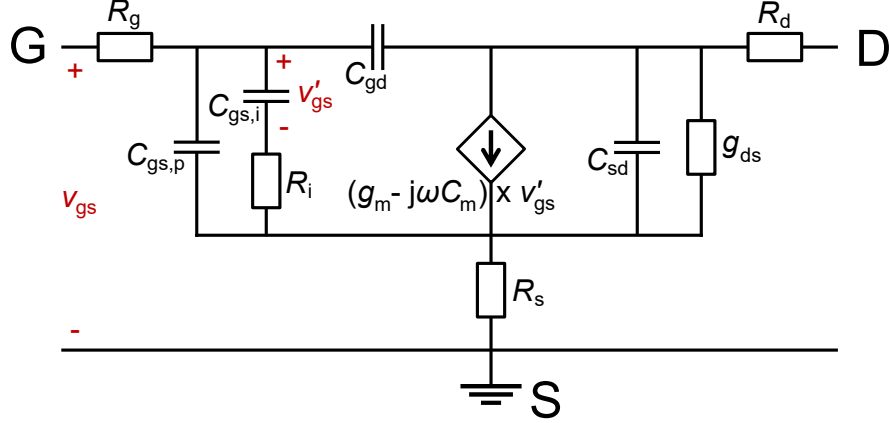 R_g
R_d
G
D
+
+
C_gd
C_gs,i
v'_gs
-
C_gs,p
R_i
C_sd
g_ds
v_gs
(g_m - jωC_m) x v'_gs
R_s
-
S